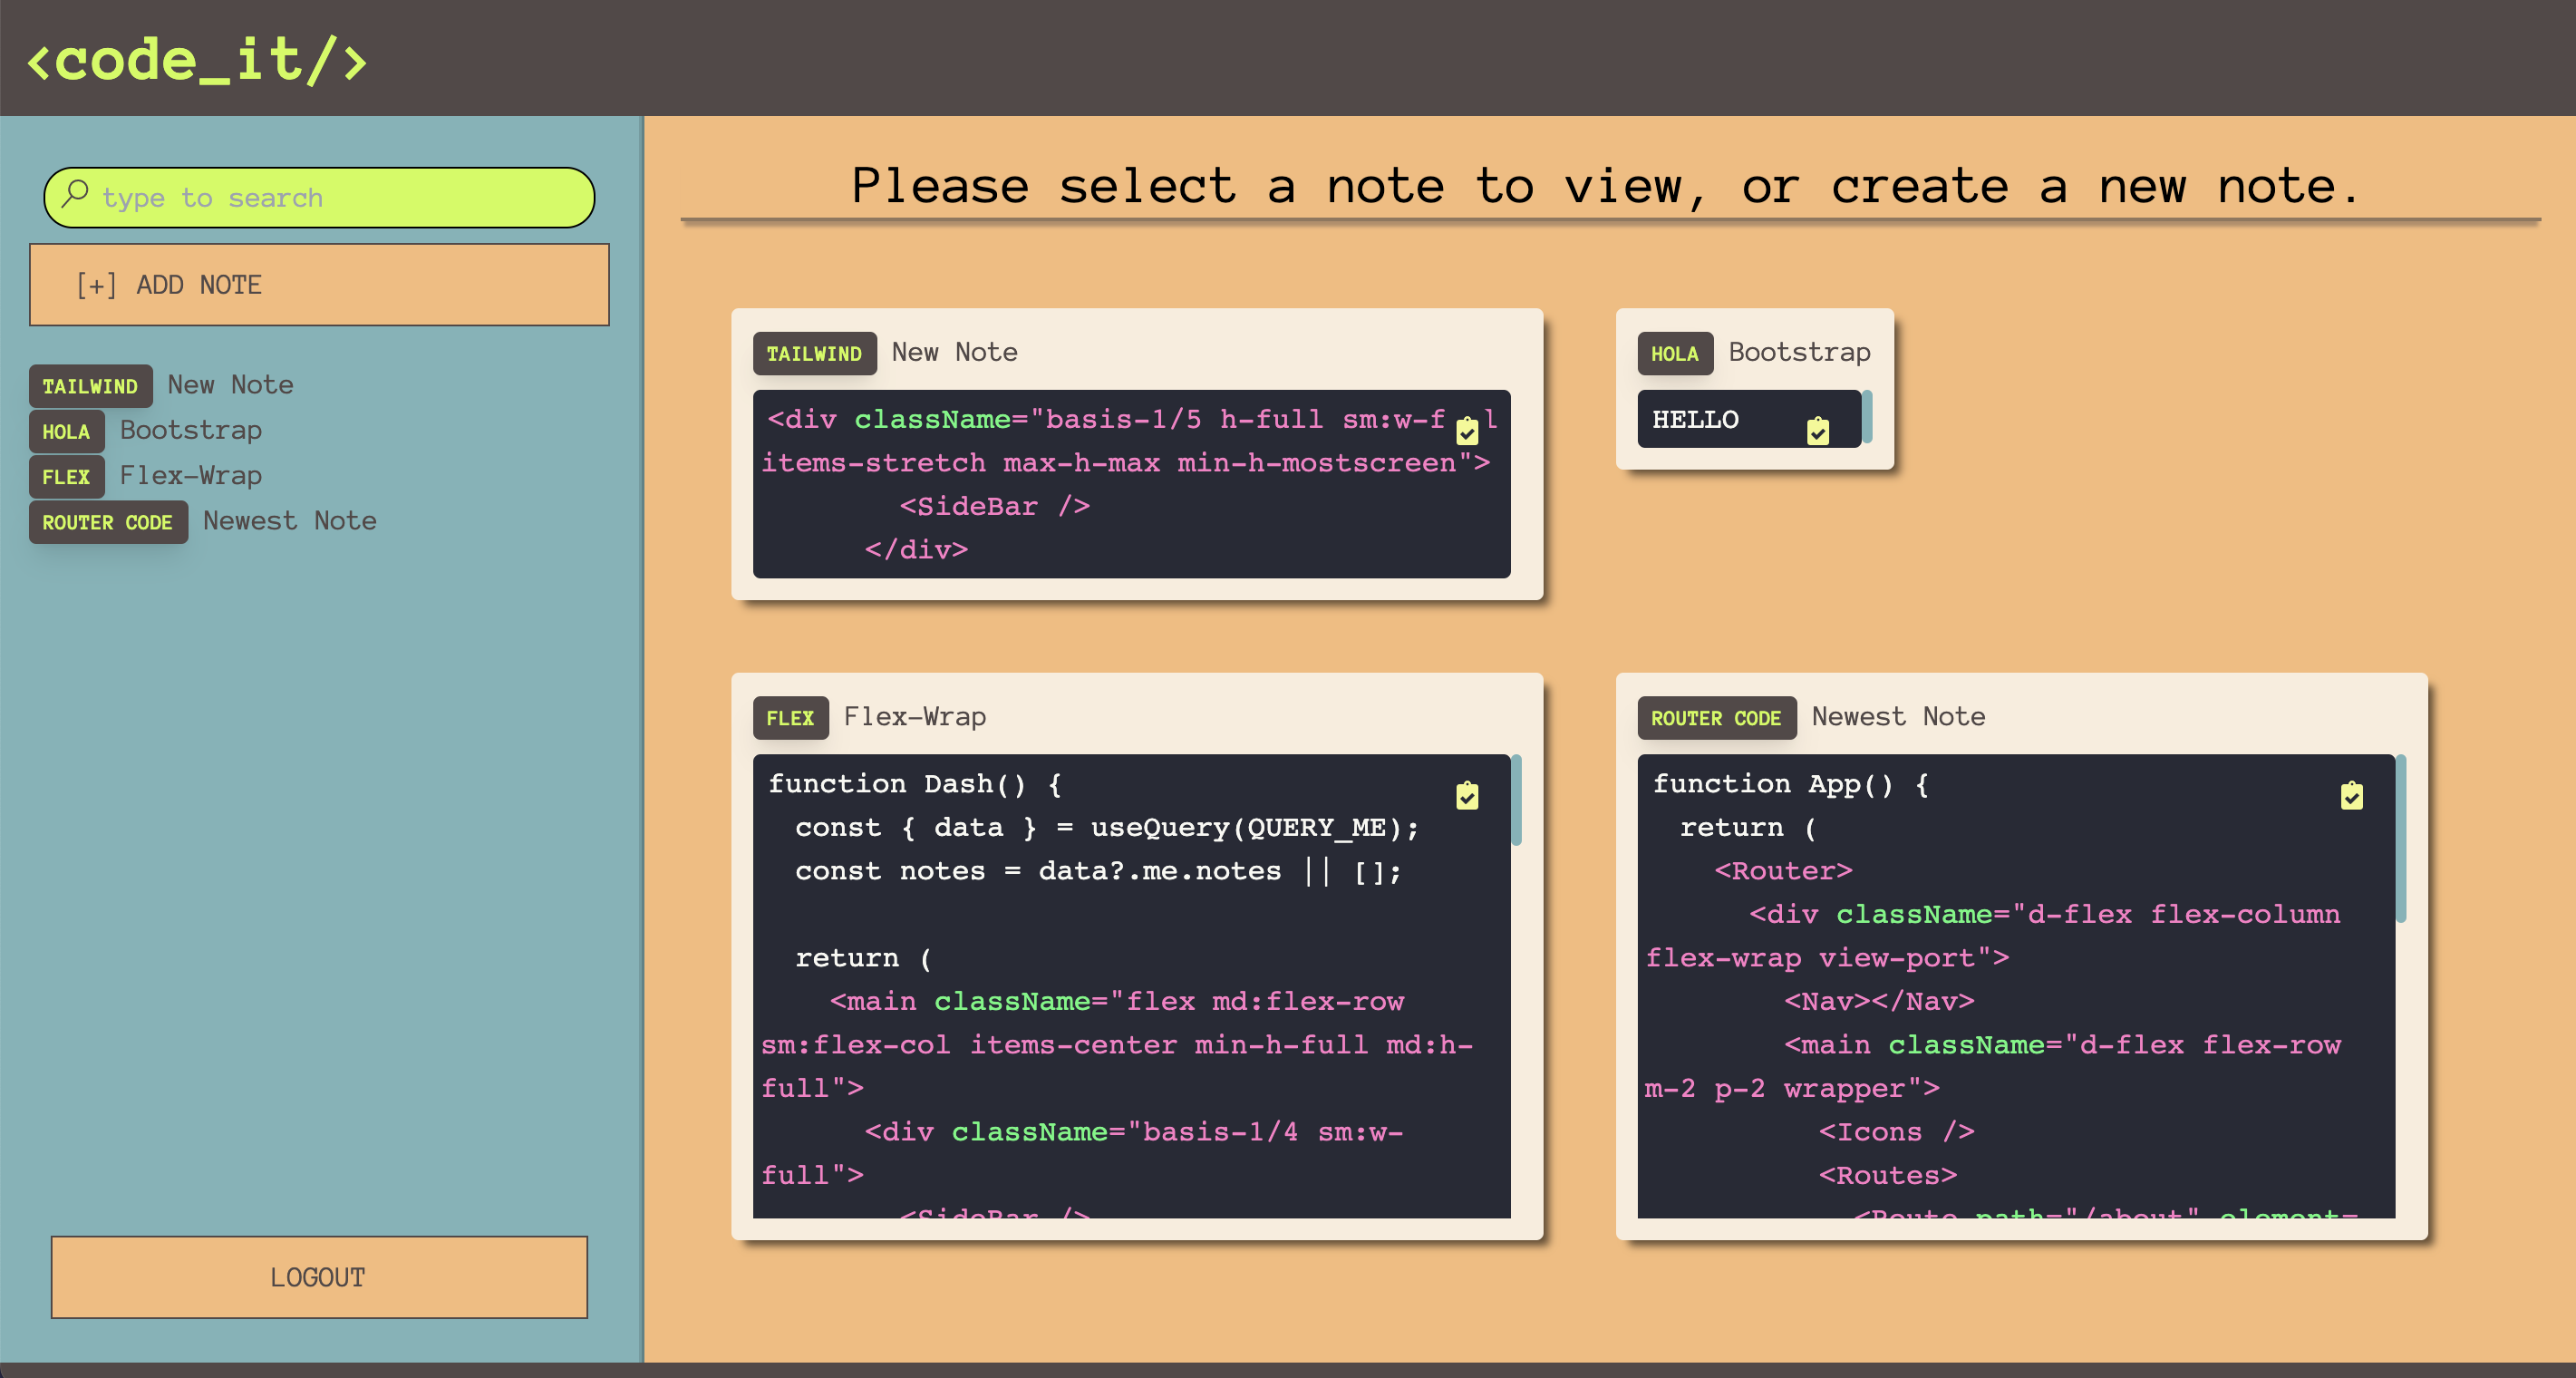 <code_it/>
type to search
[+] ADD NOTE
TAILWIND New Note
HOLA Bootstrap
FLEX Flex-Wrap
ROUTER CODE Newest Note
LOGOUT
Please select a note to view, or create a new note.
TAILWIND New Note
<div className="basis-1/5 h-full sm:w-f l
items-stretch max-h-max min-h-mostscreen">
<SideBar />
</div>
HOLA Bootstrap
HELLO
FLEX Flex-Wrap
function Dash() {
const { data } = useQuery(QUERY_ME);
const notes = data?.me.notes || [];
return (
<main className="flex md:flex-row
sm:flex-col items-center min-h-full md:h-
full">
<div className="basis-1/4 sm:w-
full">
<SideBar />
ROUTER CODE Newest Note
function App() {
return (
<Router>
<div className="d-flex flex-column
flex-wrap view-port">
<Nav></Nav>
<main className="d-flex flex-row
m-2 p-2 wrapper">
<Icons />
<Routes>
<Route path="/about" element=